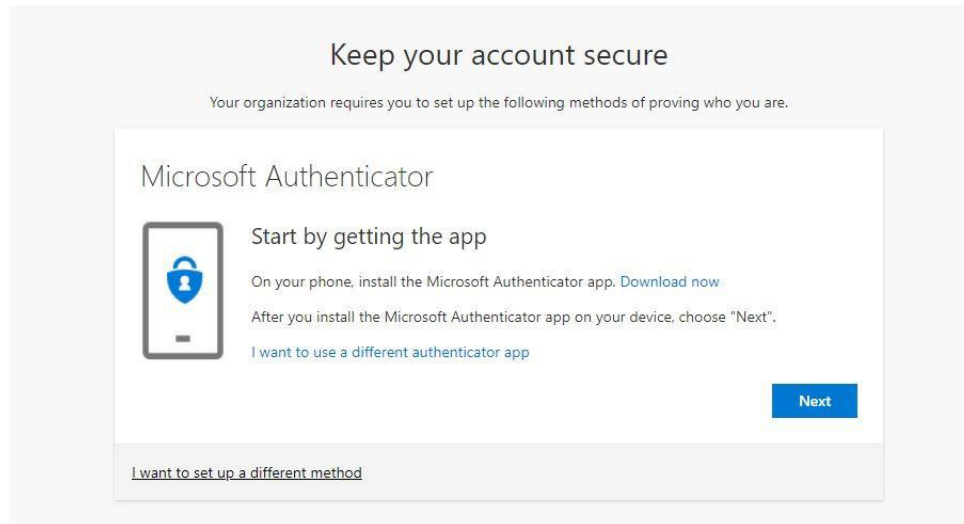 Keep your account secure
Your organization requires you to set up the following methods of proving who you are.
Microsoft Authenticator
Start by getting the app
On your phone, install the Microsoft Authenticator app. Download now
After you install the Microsoft Authenticator app on your device, choose "Next".
I want to use a different authenticator app
Next
I want to set up a different method